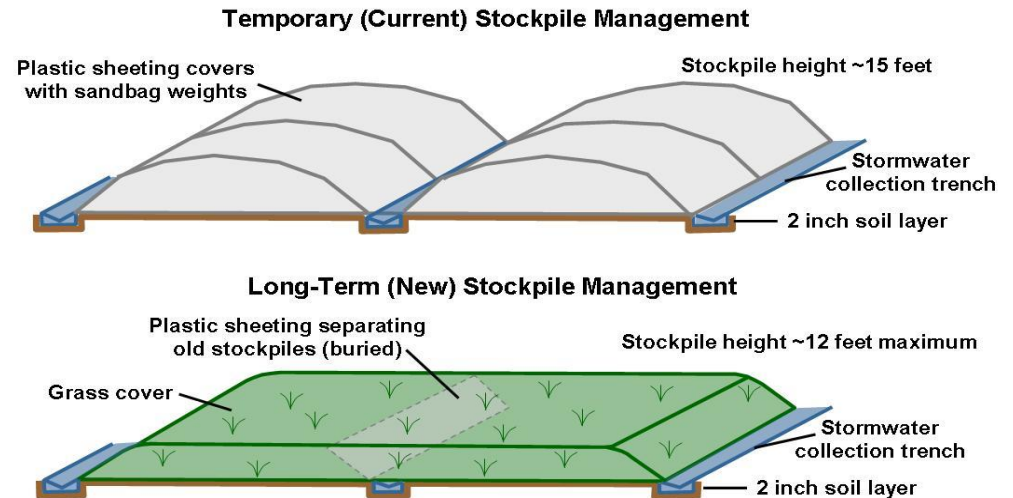 Temporary (Current) Stockpile Management
Plastic sheeting covers
with sandbag weights
Stockpile height ~15 feet
Stormwater
collection trench
2 inch soil layer
Long-Term (New) Stockpile Management
Plastic sheeting separating
old stockpiles (buried)
Stockpile height ~12 feet maximum
Grass cover
Stormwater
collection trench
2 inch soil layer